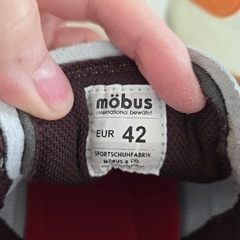 möbus
international bewährt
EUR 42
SPORTSCHUHFABRIK
MÖBUS & CO.